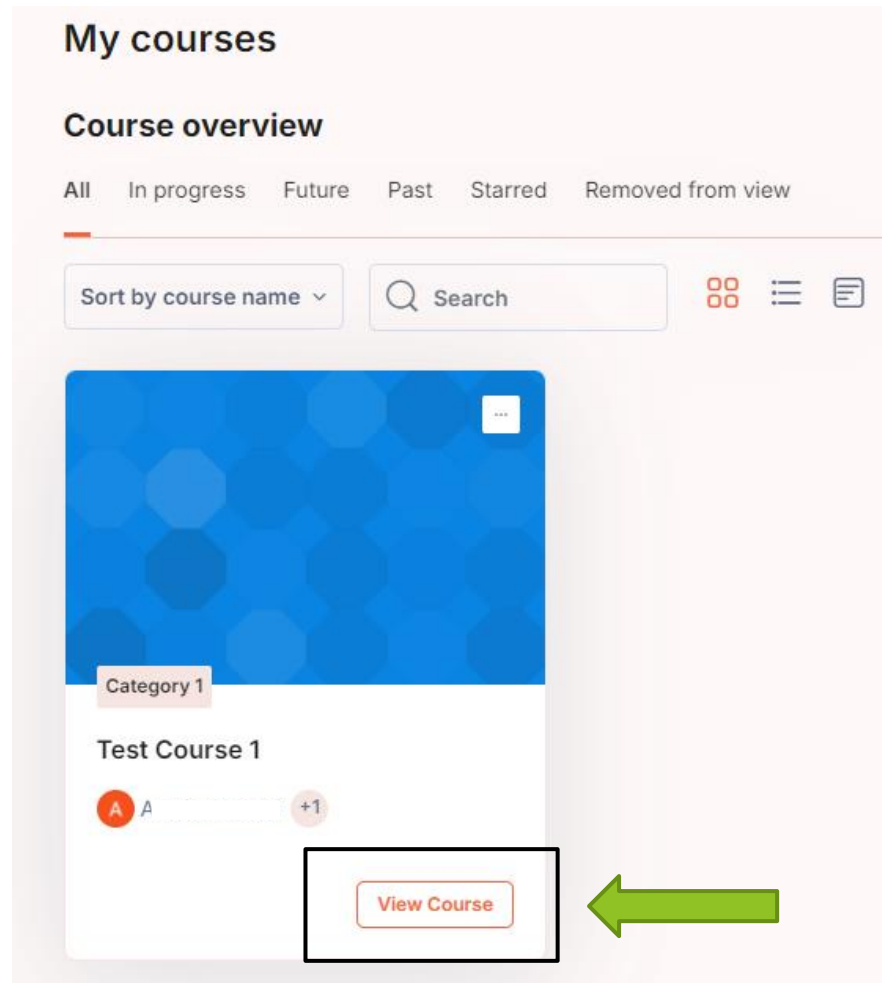 My courses
Course overview
All In progress Future Past Starred Removed from view
Sort by course name Search
Category 1
Test Course 1
A A +1
View Course